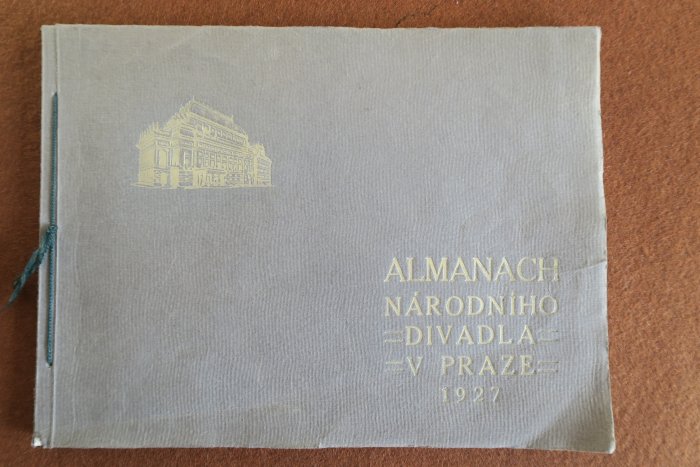 ALMANACH
NÁRODNÍHO
DIVADLA
V PRAZE
1927